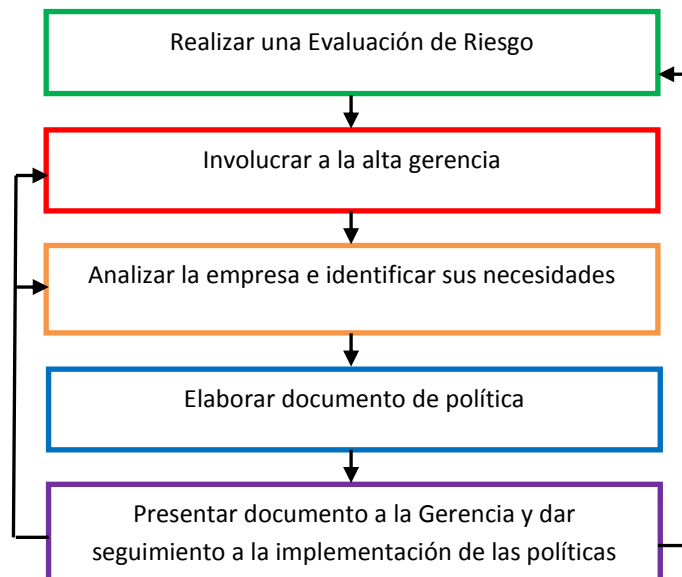 Realizar una Evaluación de Riesgo
Involucrar a la alta gerencia
Analizar la empresa e identificar sus necesidades
Elaborar documento de política
Presentar documento a la Gerencia y dar
seguimiento a la implementación de las políticas